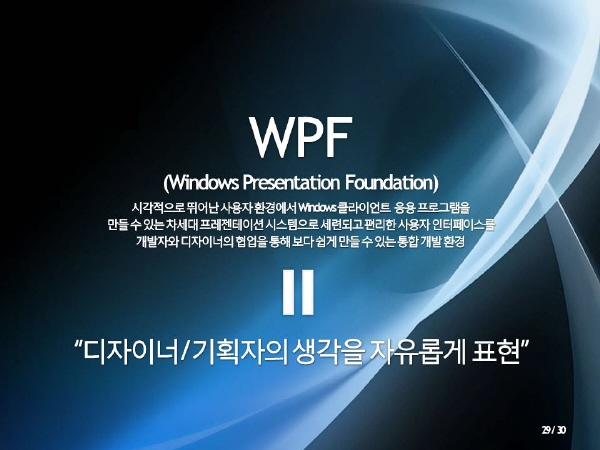 WPF
(Windows Presentation Foundation)
시각적으로 뛰어난 사용자 환경에서 Windows 클라이언트 응용 프로그램을
만들 수 있는 차세대 프레젠테이션 시스템으로 세련되고 편리한 사용자 인터페이스를
개발자와 디자이너의 협업을 통해 보다 쉽게 만들 수 있는 통합 개발 환경
=
“디자이너/기획자의 생각을 자유롭게 표현”
29 / 30